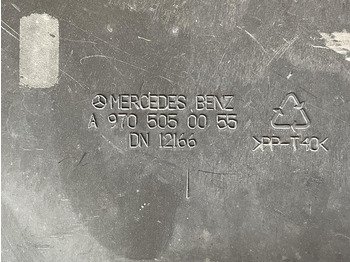 MERCEDES BENZ
A 970 505 00 55
DN 12166
>PP-T40<